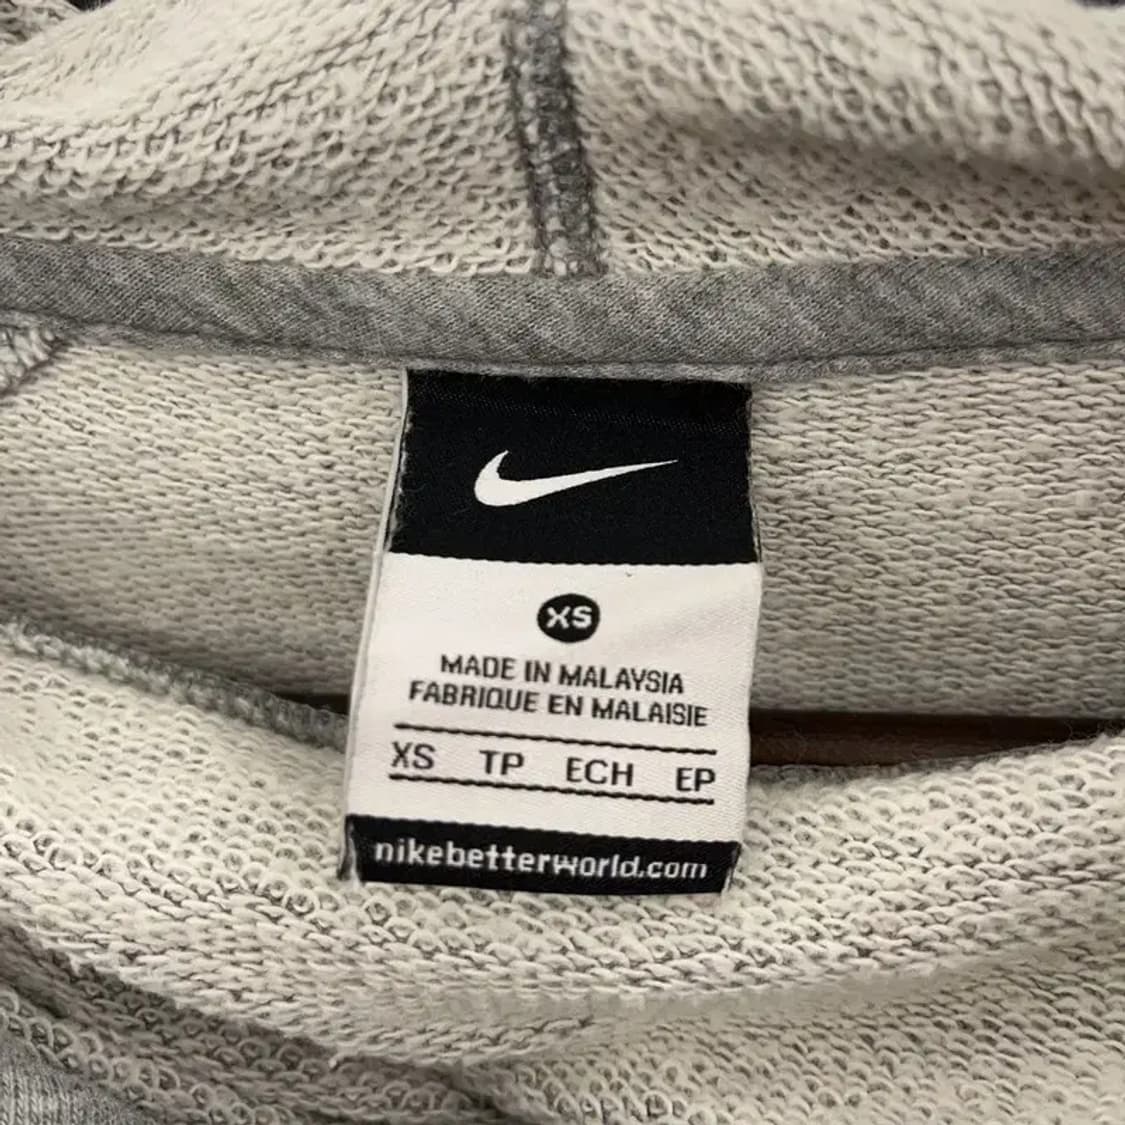 XS
MADE IN MALAYSIA
FABRIQUE EN MALAISIE
XS TP ECH EP
nikebetterworld.com